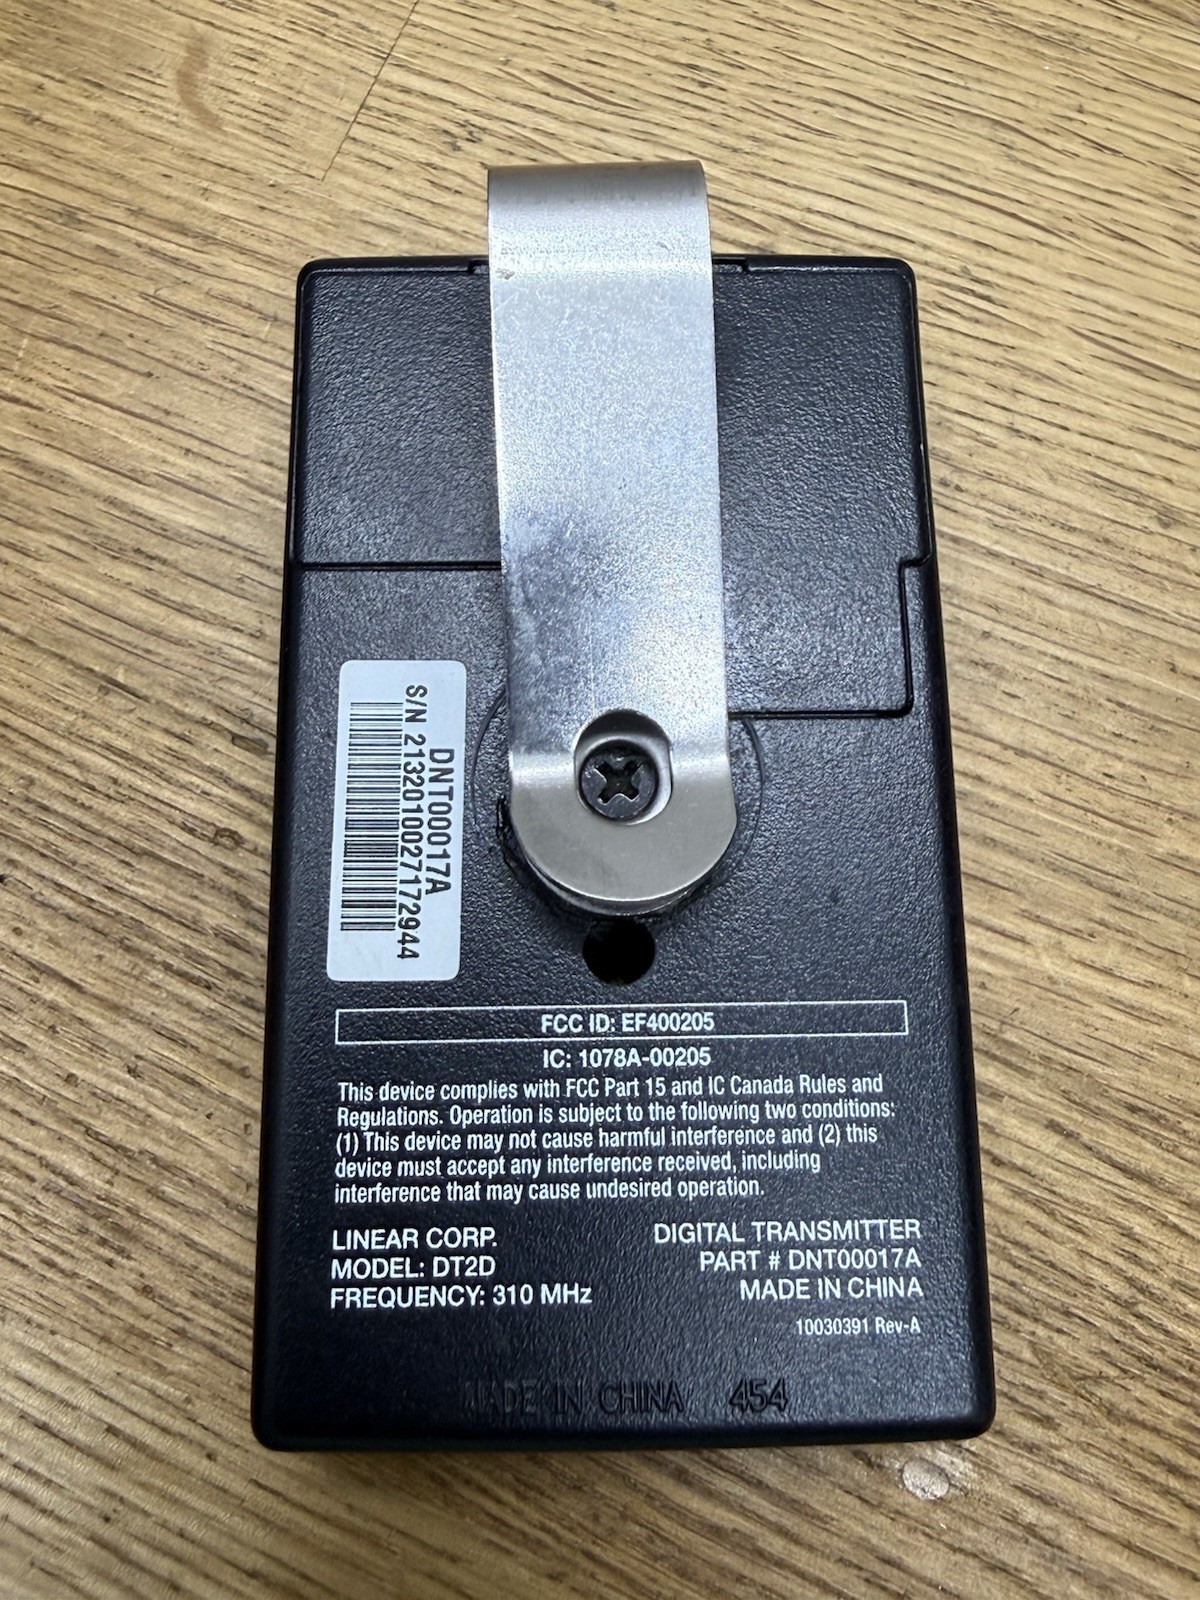 DNT00017A
S/N 2132010027172944
FCC ID: EF400205
IC: 1078A-00205
This device complies with FCC Part 15 and IC Canada Rules and
Regulations. Operation is subject to the following two conditions:
(1) This device may not cause harmful interference and (2) this
device must accept any interference received, including
interference that may cause undesired operation.
LINEAR CORP.
MODEL: DT2D
FREQUENCY: 310 MHz
DIGITAL TRANSMITTER
PART # DNT00017A
MADE IN CHINA
10030391 Rev-A
MADE IN CHINA 454